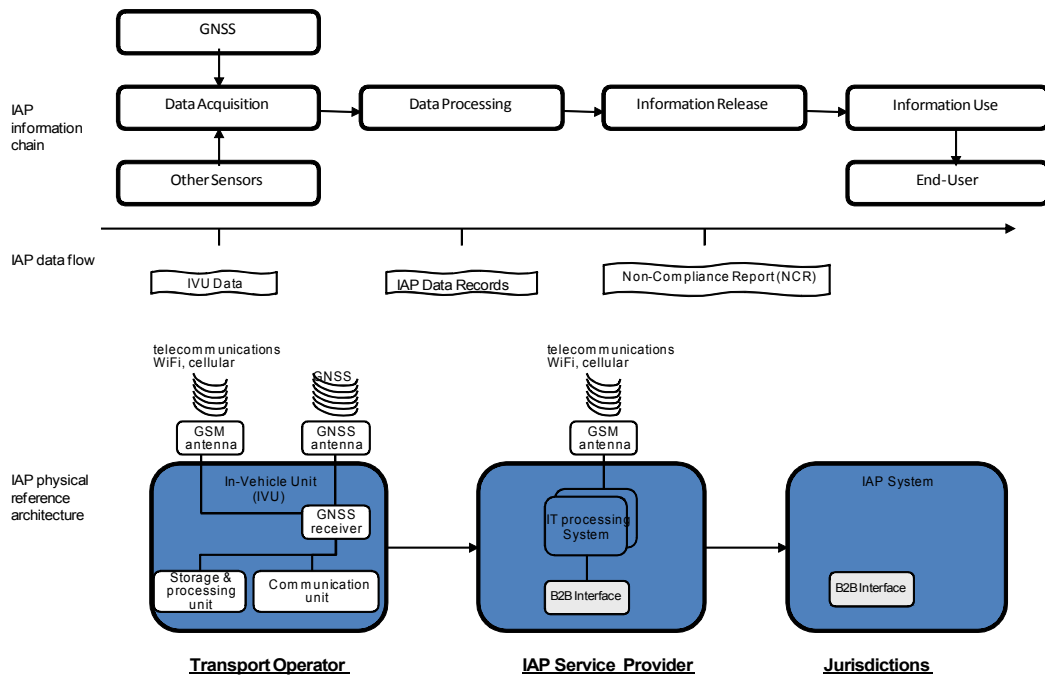 GNSS
IAP
information
chain
Data Acquisition
Data Processing
Information Release
Information Use
Other Sensors
End-User
IAP data flow
IVU Data
IAP Data Records
Non-Compliance Report (NCR)
telecommunications
WiFi, cellular
GNSS
telecommunications
WiFi, cellular
GSM
antenna
GNSS
antenna
GSM
antenna
IAP physical
reference
architecture
In-Vehicle Unit
(IVU)
GNSS
receiver
Storage &
processing
unit
Communication
unit
IT processing
System
B2B Interface
IAP System
B2B Interface
Transport Operator
IAP Service Provider
Jurisdictions